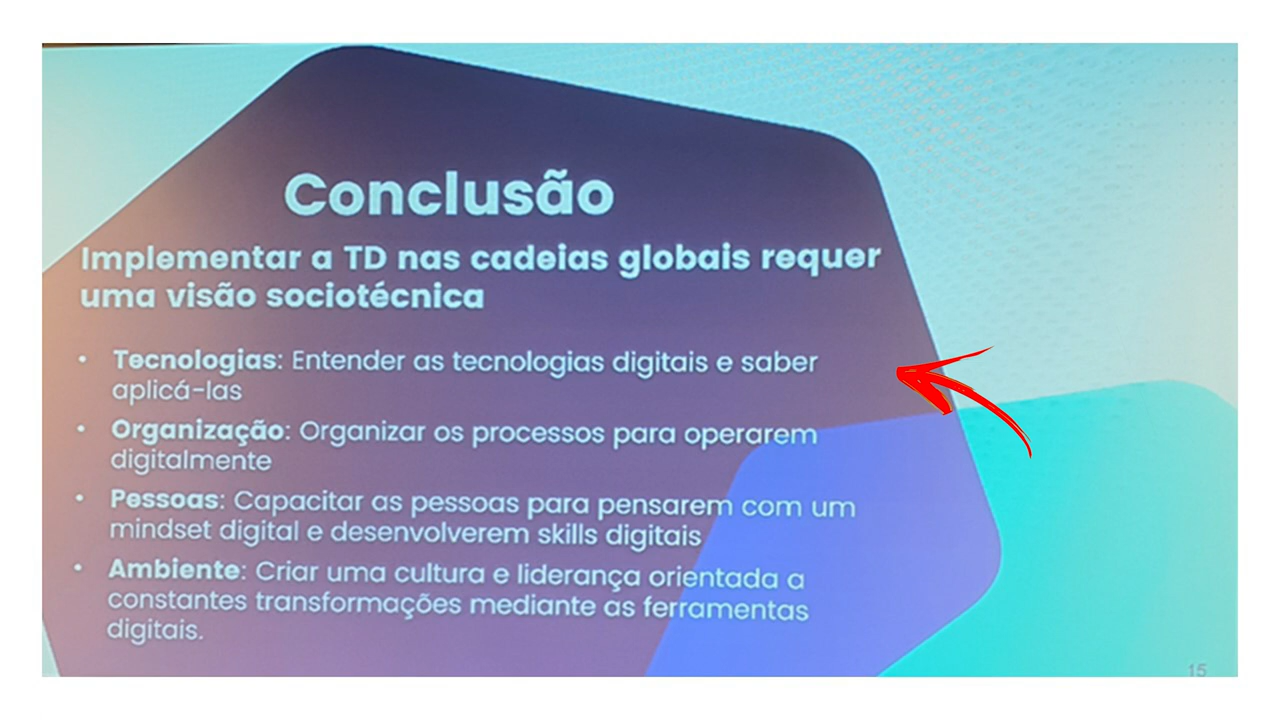 Conclusão
Implementar a TD nas cadeias globais requer
uma visão sociotécnica
• Tecnologias: Entender as tecnologias digitais e saber
aplicá-las
• Organização: Organizar os processos para operarem
digitalmente
• Pessoas: Capacitar as pessoas para pensarem com um
mindset digital e desenvolverem skills digitais
• Ambiente: Criar uma cultura e liderança orientada a
constantes transformações mediante as ferramentas
digitais.
15